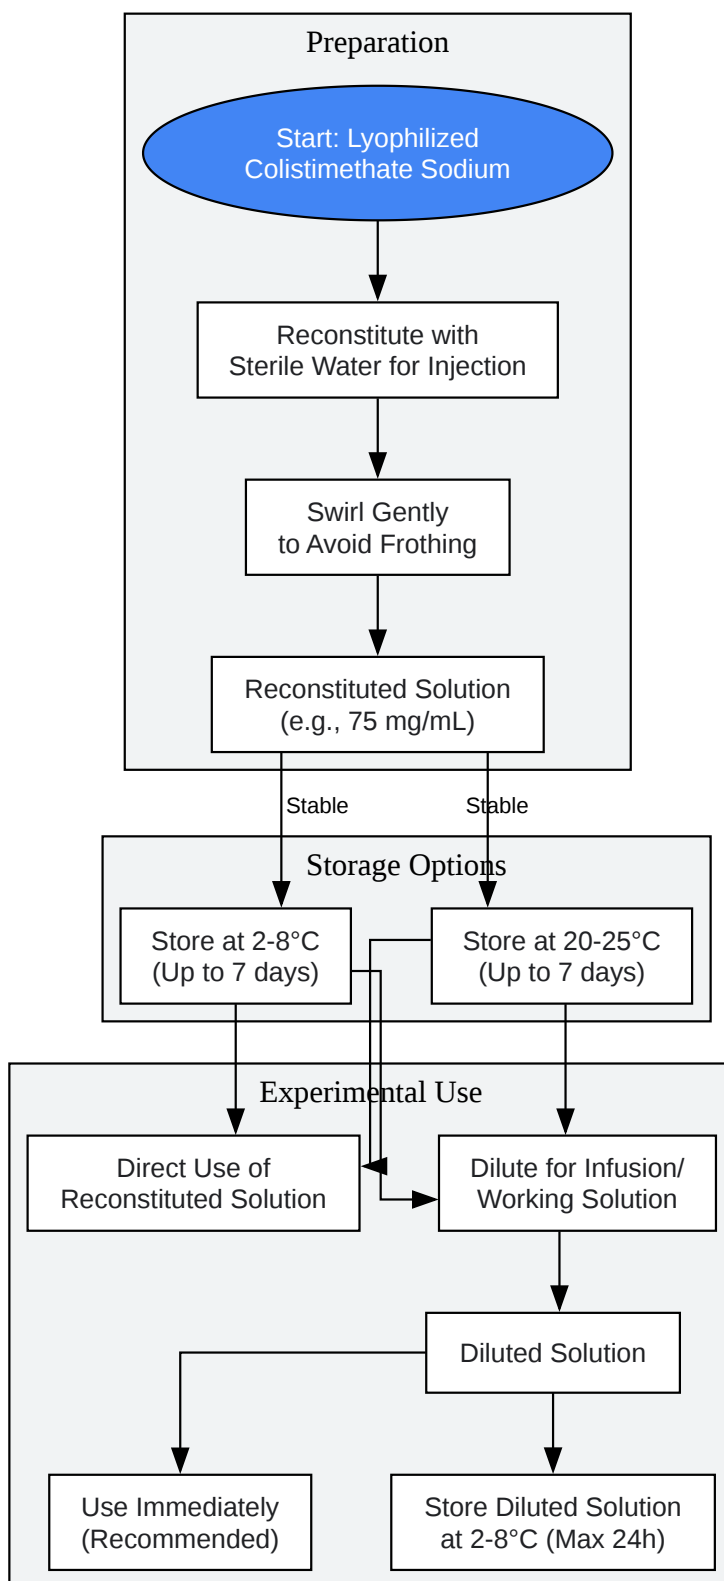 Preparation
Start: Lyophilized
Colistimethate Sodium
Reconstitute with
Sterile Water for Injection
Swirl Gently
to Avoid Frothing
Reconstituted Solution
(e.g., 75 mg/mL)
Stable
Stable
Storage Options
Store at 2-8°C
(Up to 7 days)
Store at 20-25°C
(Up to 7 days)
Experimental Use
Direct Use of
Reconstituted Solution
Dilute for Infusion/
Working Solution
Diluted Solution
Use Immediately
(Recommended)
Store Diluted Solution
at 2-8°C (Max 24h)